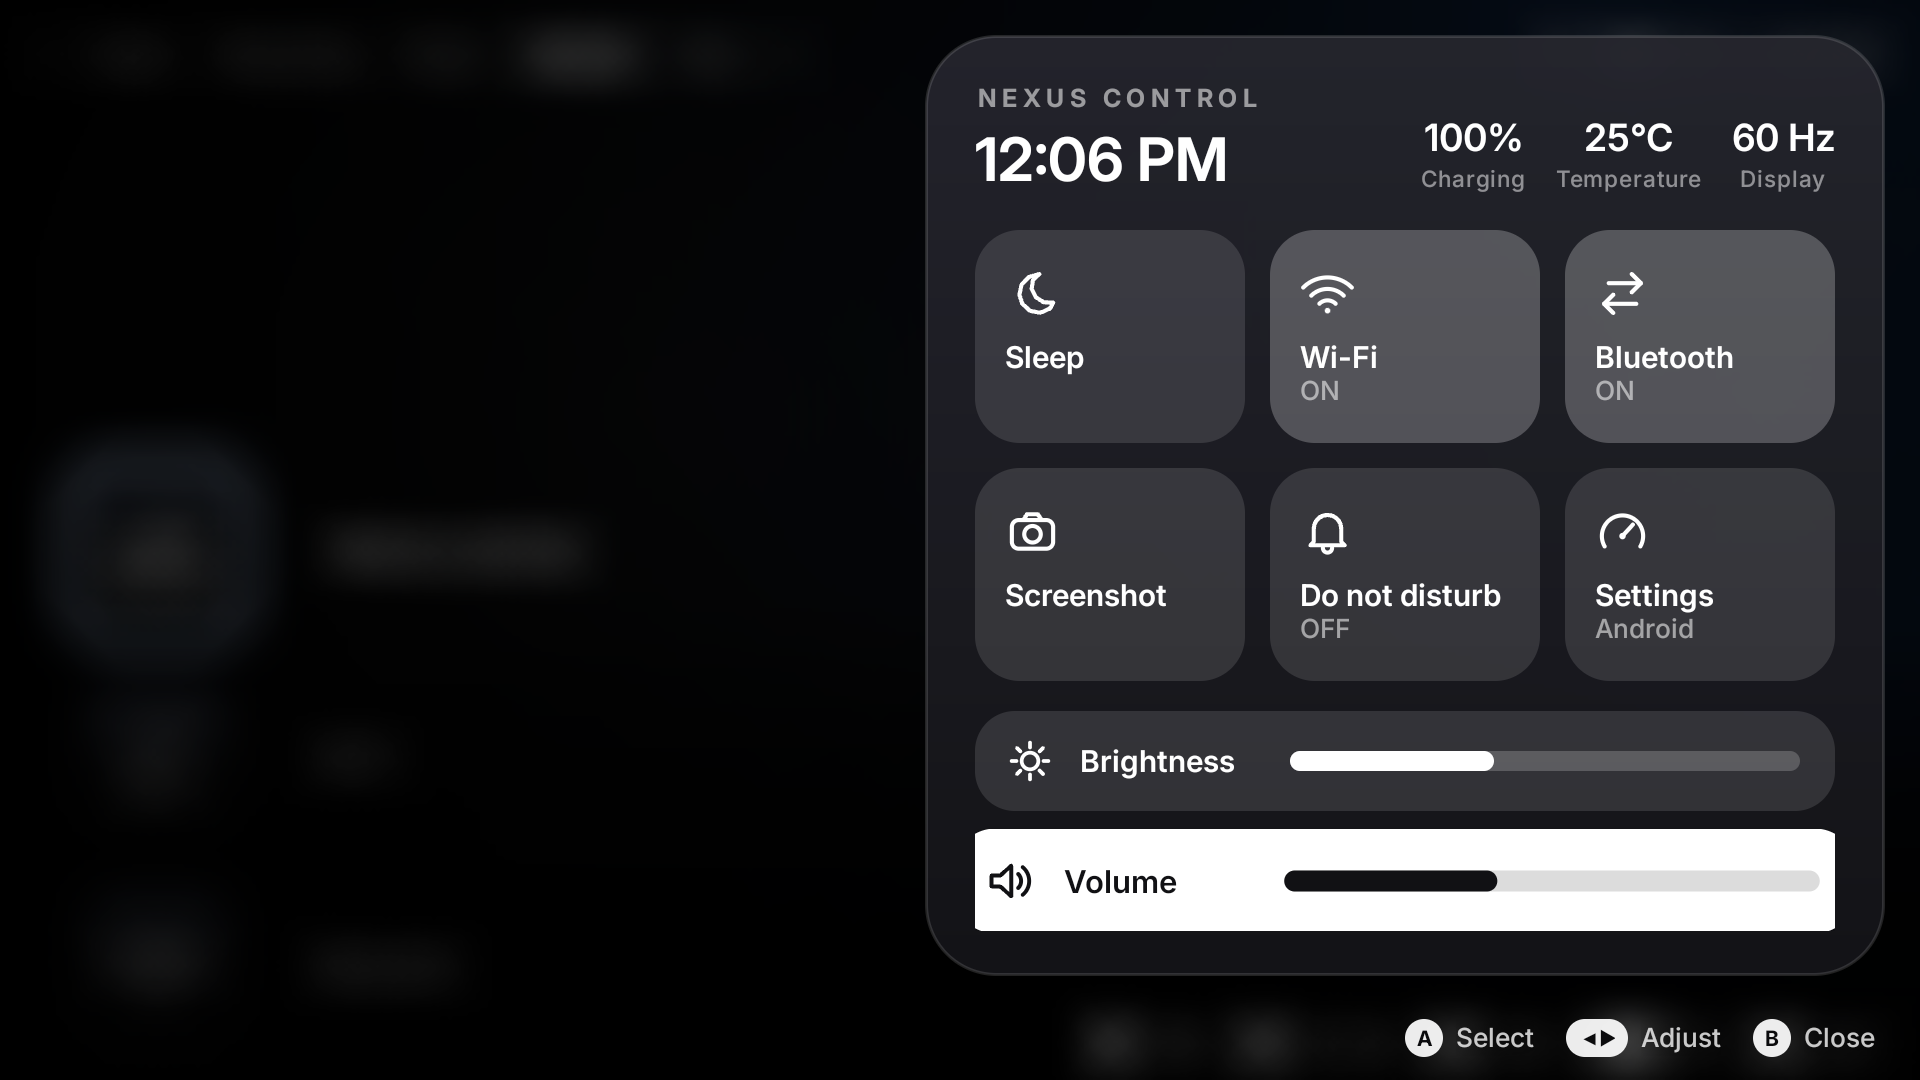 NEXUS CONTROL
12:06 PM
100%
Charging
25°C
Temperature
60 Hz
Display
Sleep
Wi-Fi
ON
Bluetooth
ON
Screenshot
Do not disturb
OFF
Settings
Android
Brightness
Volume
A Select
Adjust
B Close